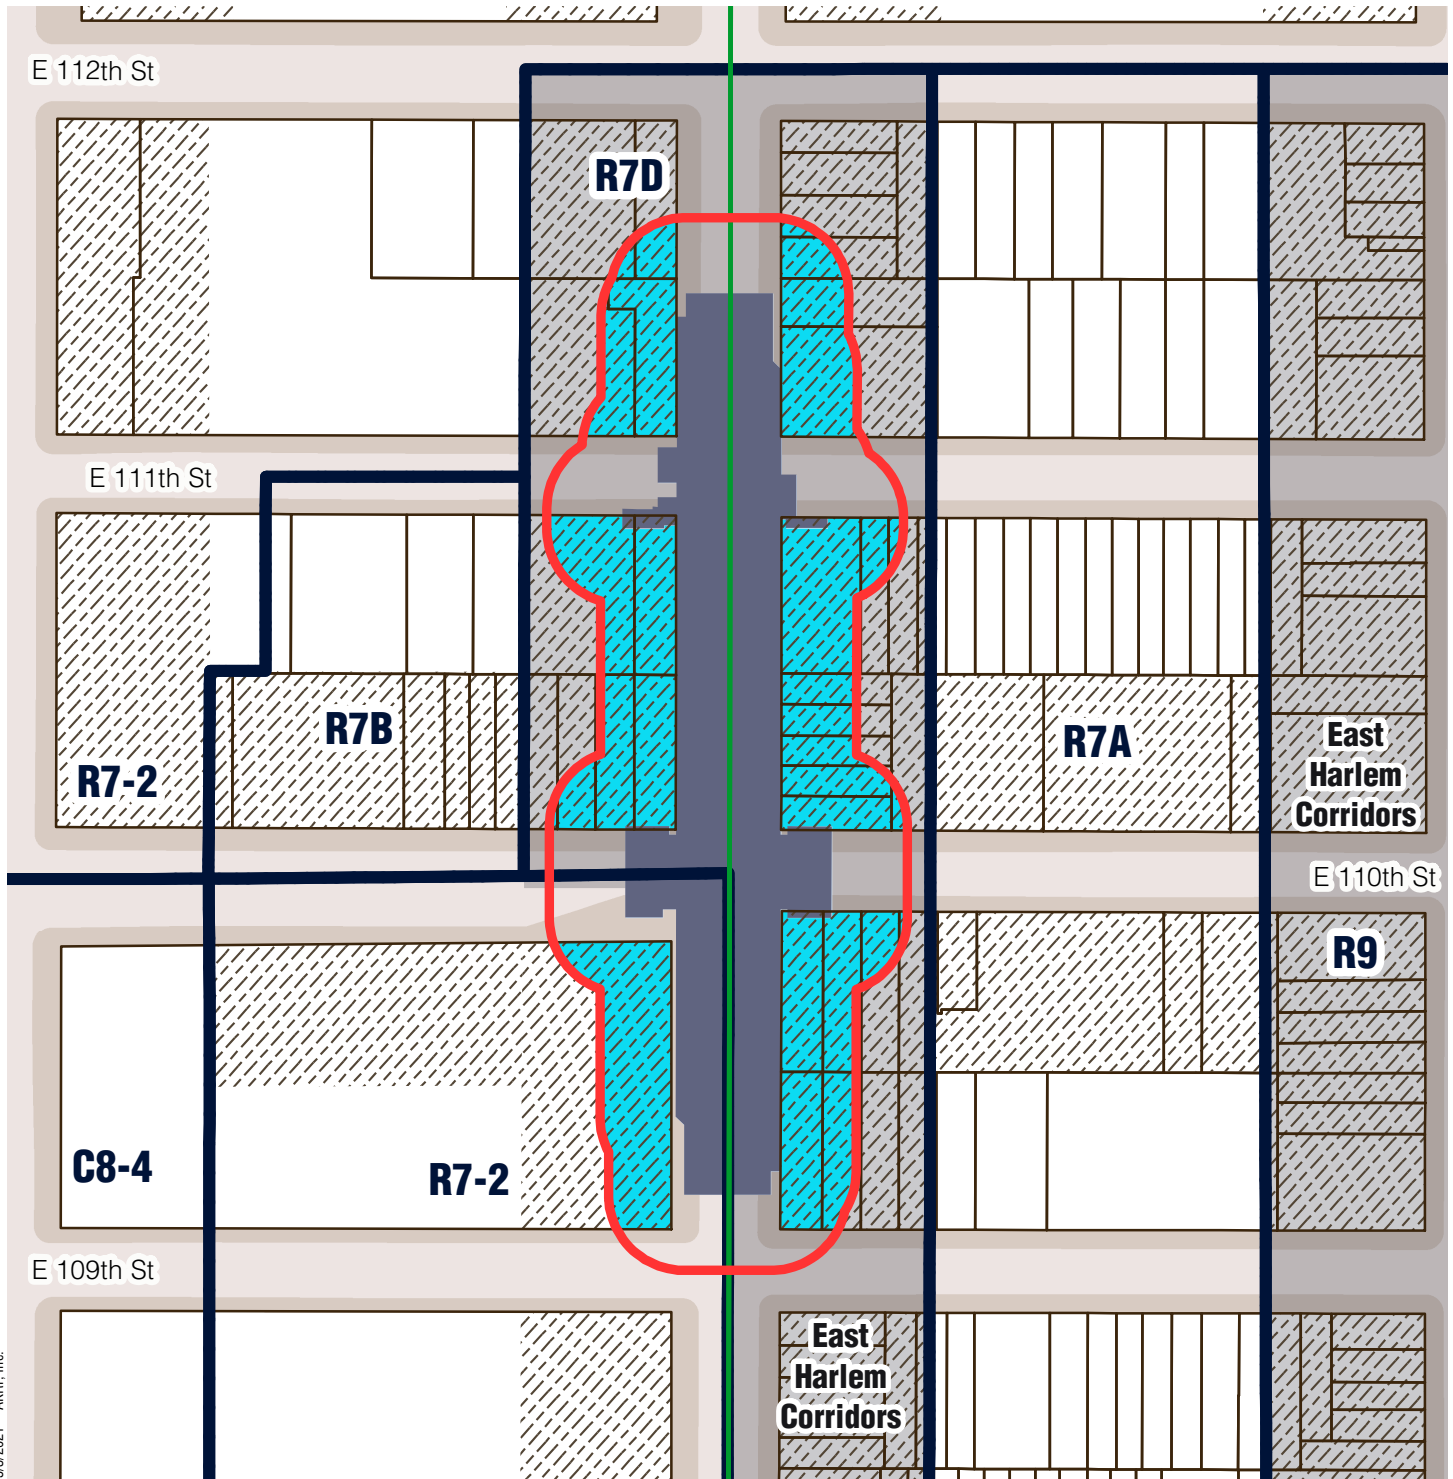 E 112th St
R7D
E 111th St
R7B
R7-2
R7A
East
Harlem
Corridors
E 110th St
R9
C8-4
R7-2
E 109th St
East
Harlem
Corridors